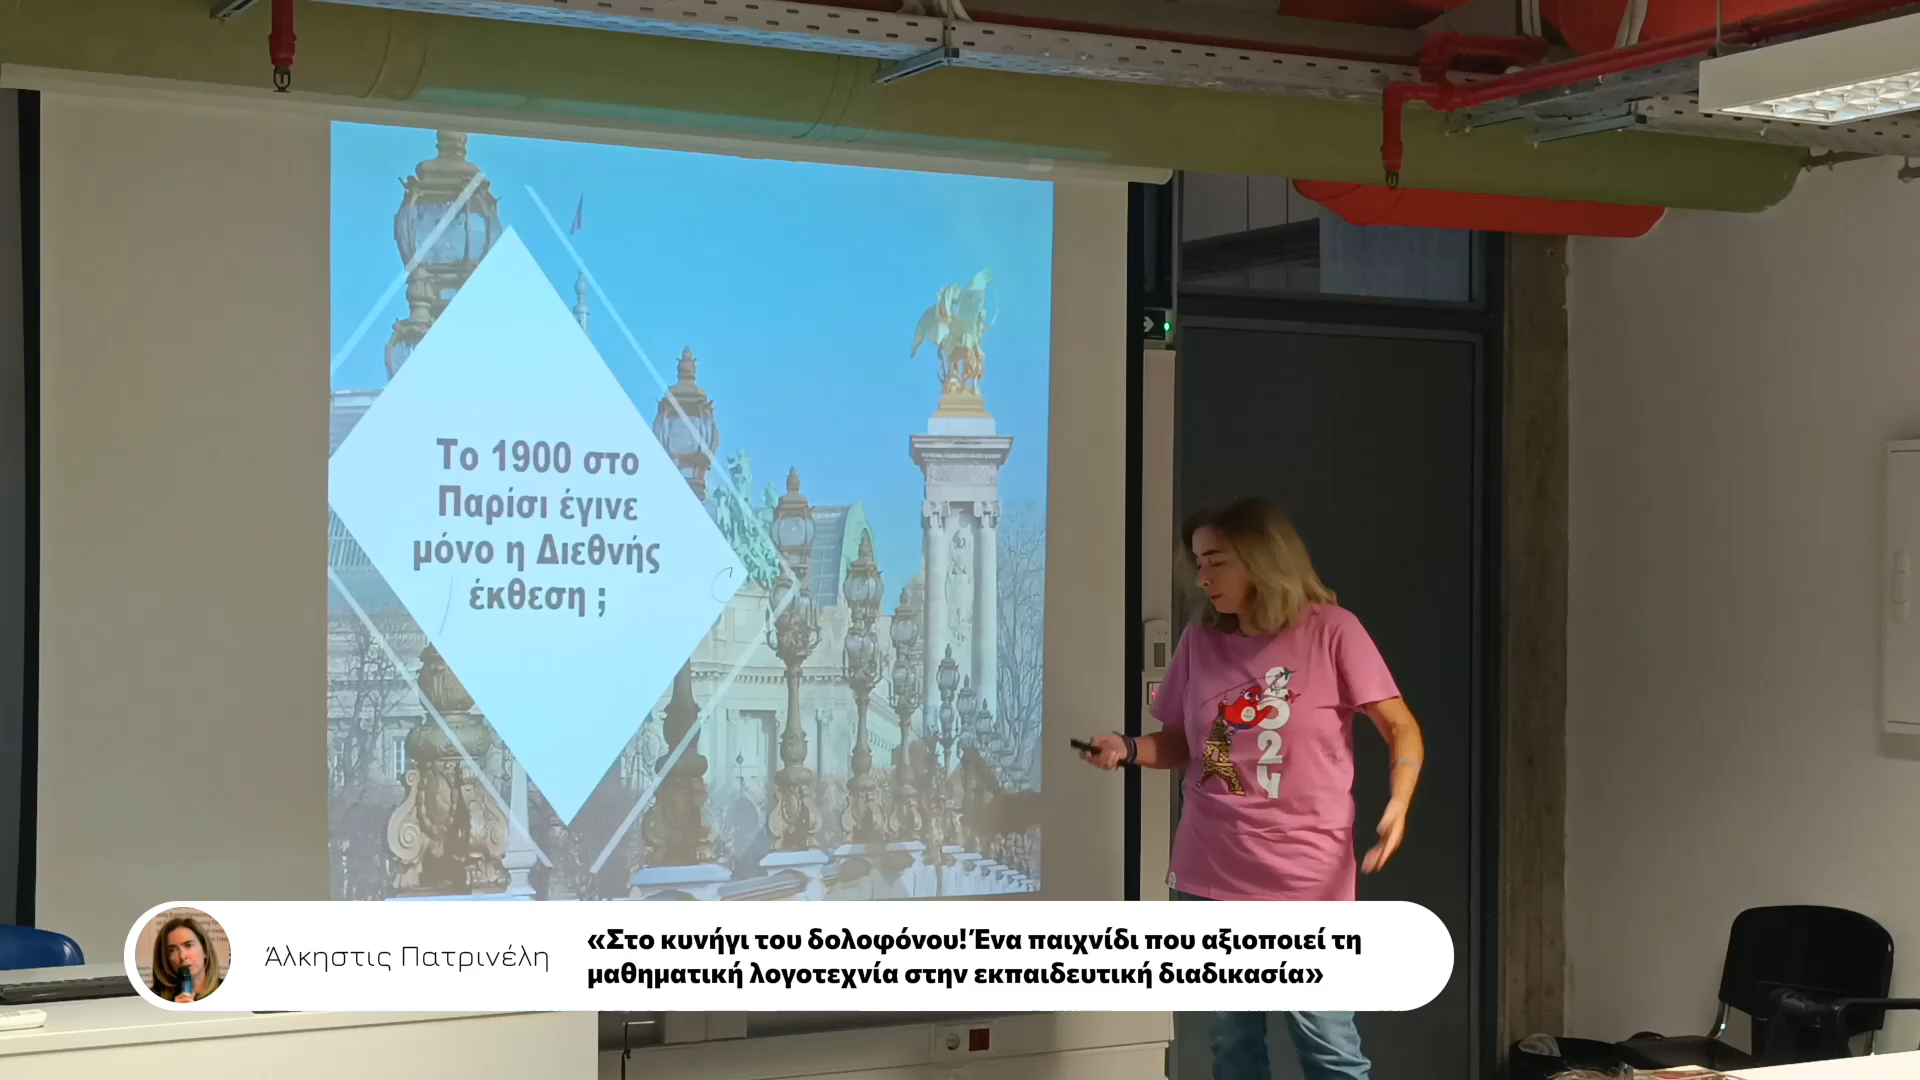 Το 1900 στο
Παρίσι έγινε
μόνο η Διεθνής
έκθεση ;
2024
Άλκηστις Πατρινέλη
«Στο κυνήγι του δολοφόνου! Ένα παιχνίδι που αξιοποιεί τη
μαθηματική λογοτεχνία στην εκπαιδευτική διαδικασία»